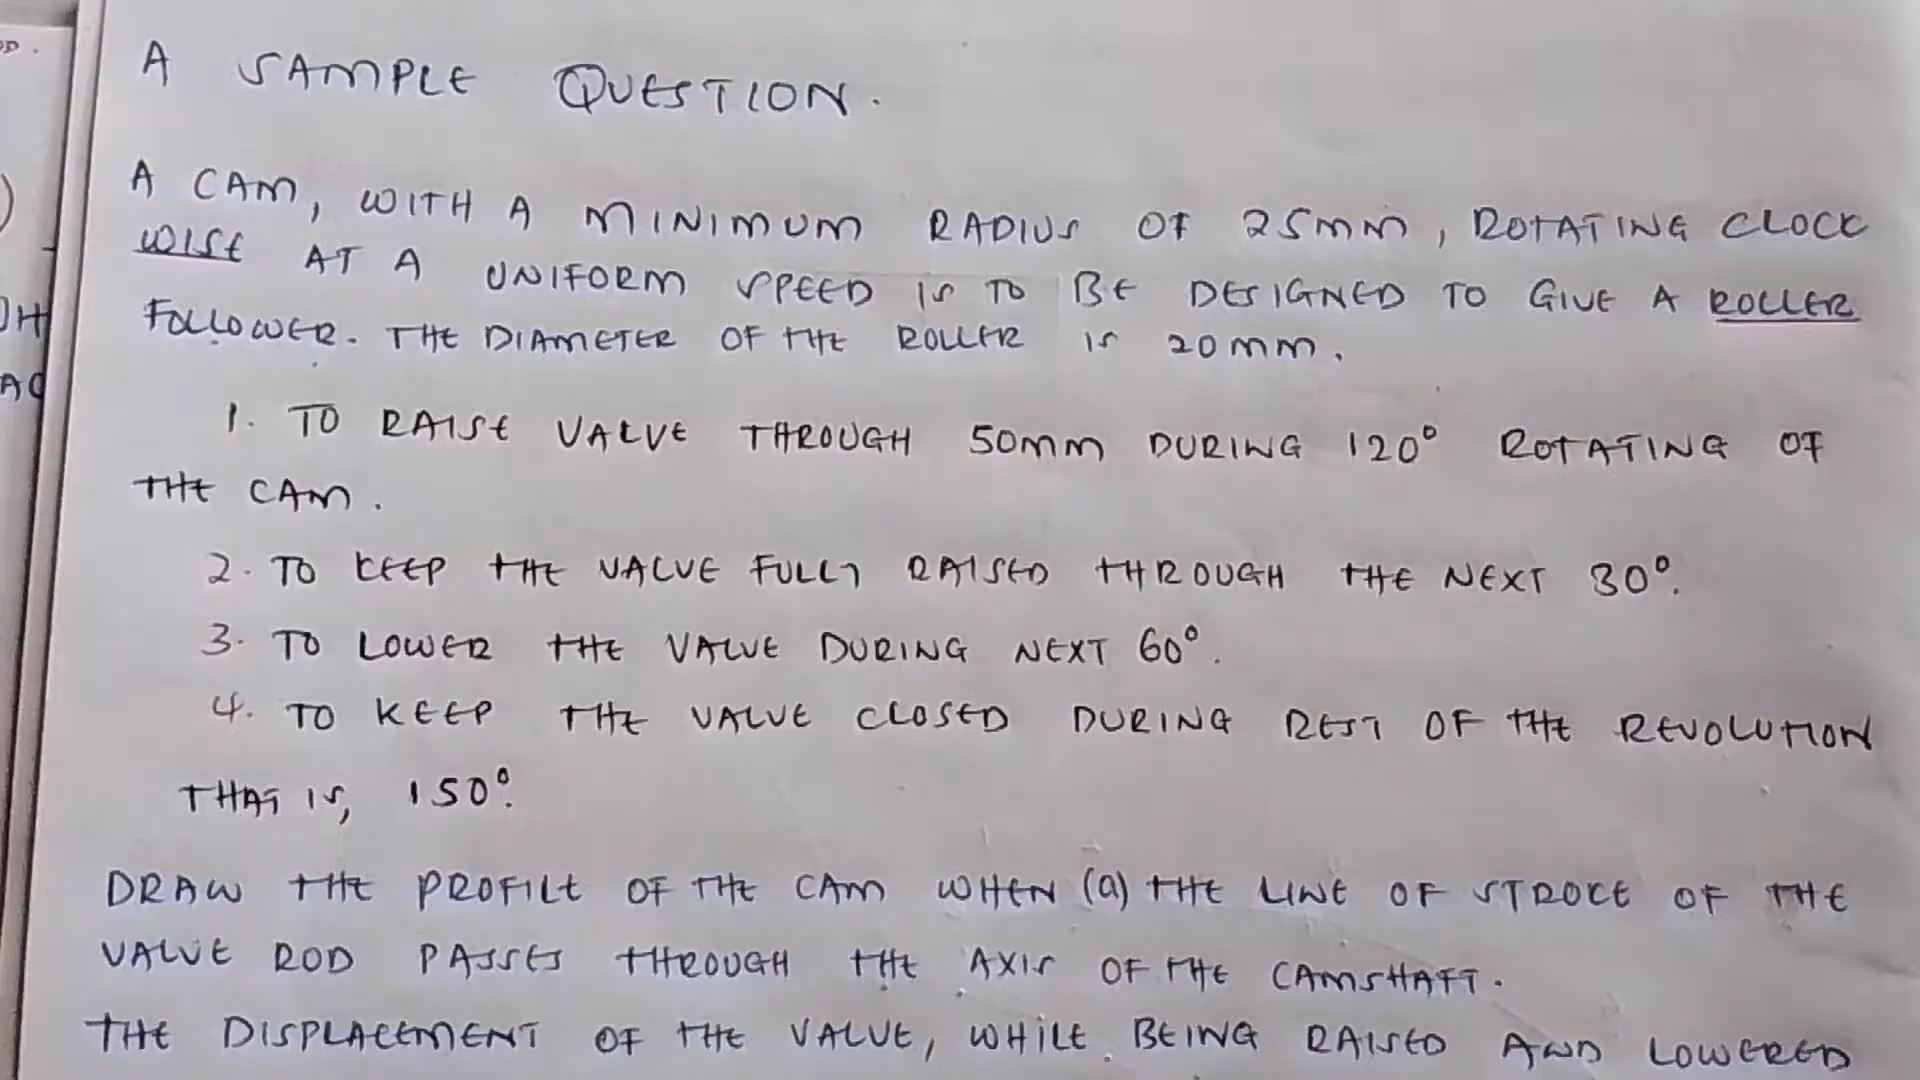 A SAMPLE QUESTION.
A CAM, WITH A MINIMUM RADIUS OF 25mm, ROTATING CLOCK
WISE AT A UNIFORM SPEED IS TO BE DESIGNED TO GIVE A ROLLER
FOLLOWER. THE DIAMETER OF THE ROLLER IS 20mm.
1. TO RAISE VALVE THROUGH 50mm DURING 120° ROTATING OF
THE CAM.
2. TO KEEP THE VALVE FULLY RAISED THROUGH THE NEXT 30°.
3. TO LOWER THE VALVE DURING NEXT 60°.
4. TO KEEP THE VALVE CLOSED DURING REST OF THE REVOLUTION
THAT IS, 150°.
DRAW THE PROFILE OF THE CAM WHEN (a) THE LINE OF STROKE OF THE
VALVE ROD PASSES THROUGH THE AXIS OF THE CAMSHAFT.
THE DISPLACEMENT OF THE VALVE, WHILE BEING RAISED AND LOWERED